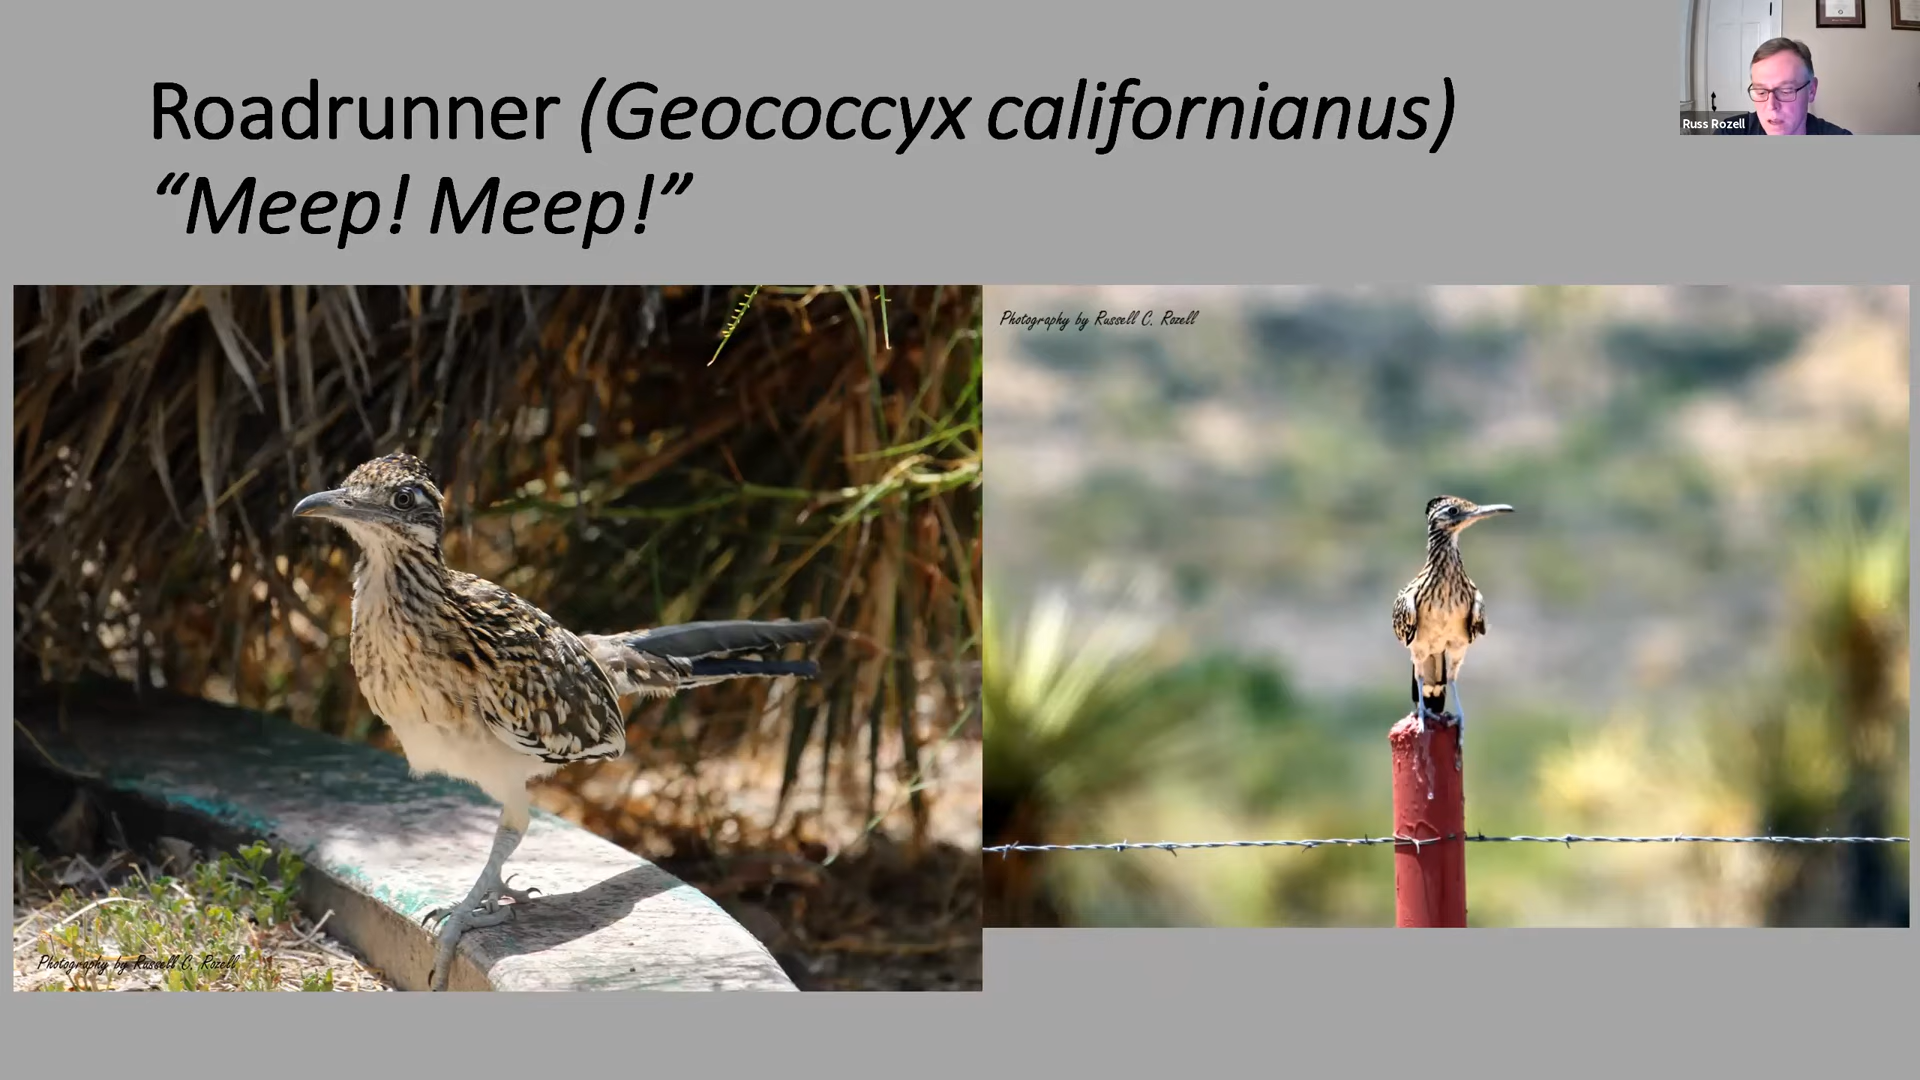 Roadrunner (Geococcyx californianus)
“Meep! Meep!”
Russ Rozell
Photography by Russell C. Rozell
Photography by Russell C. Rozell